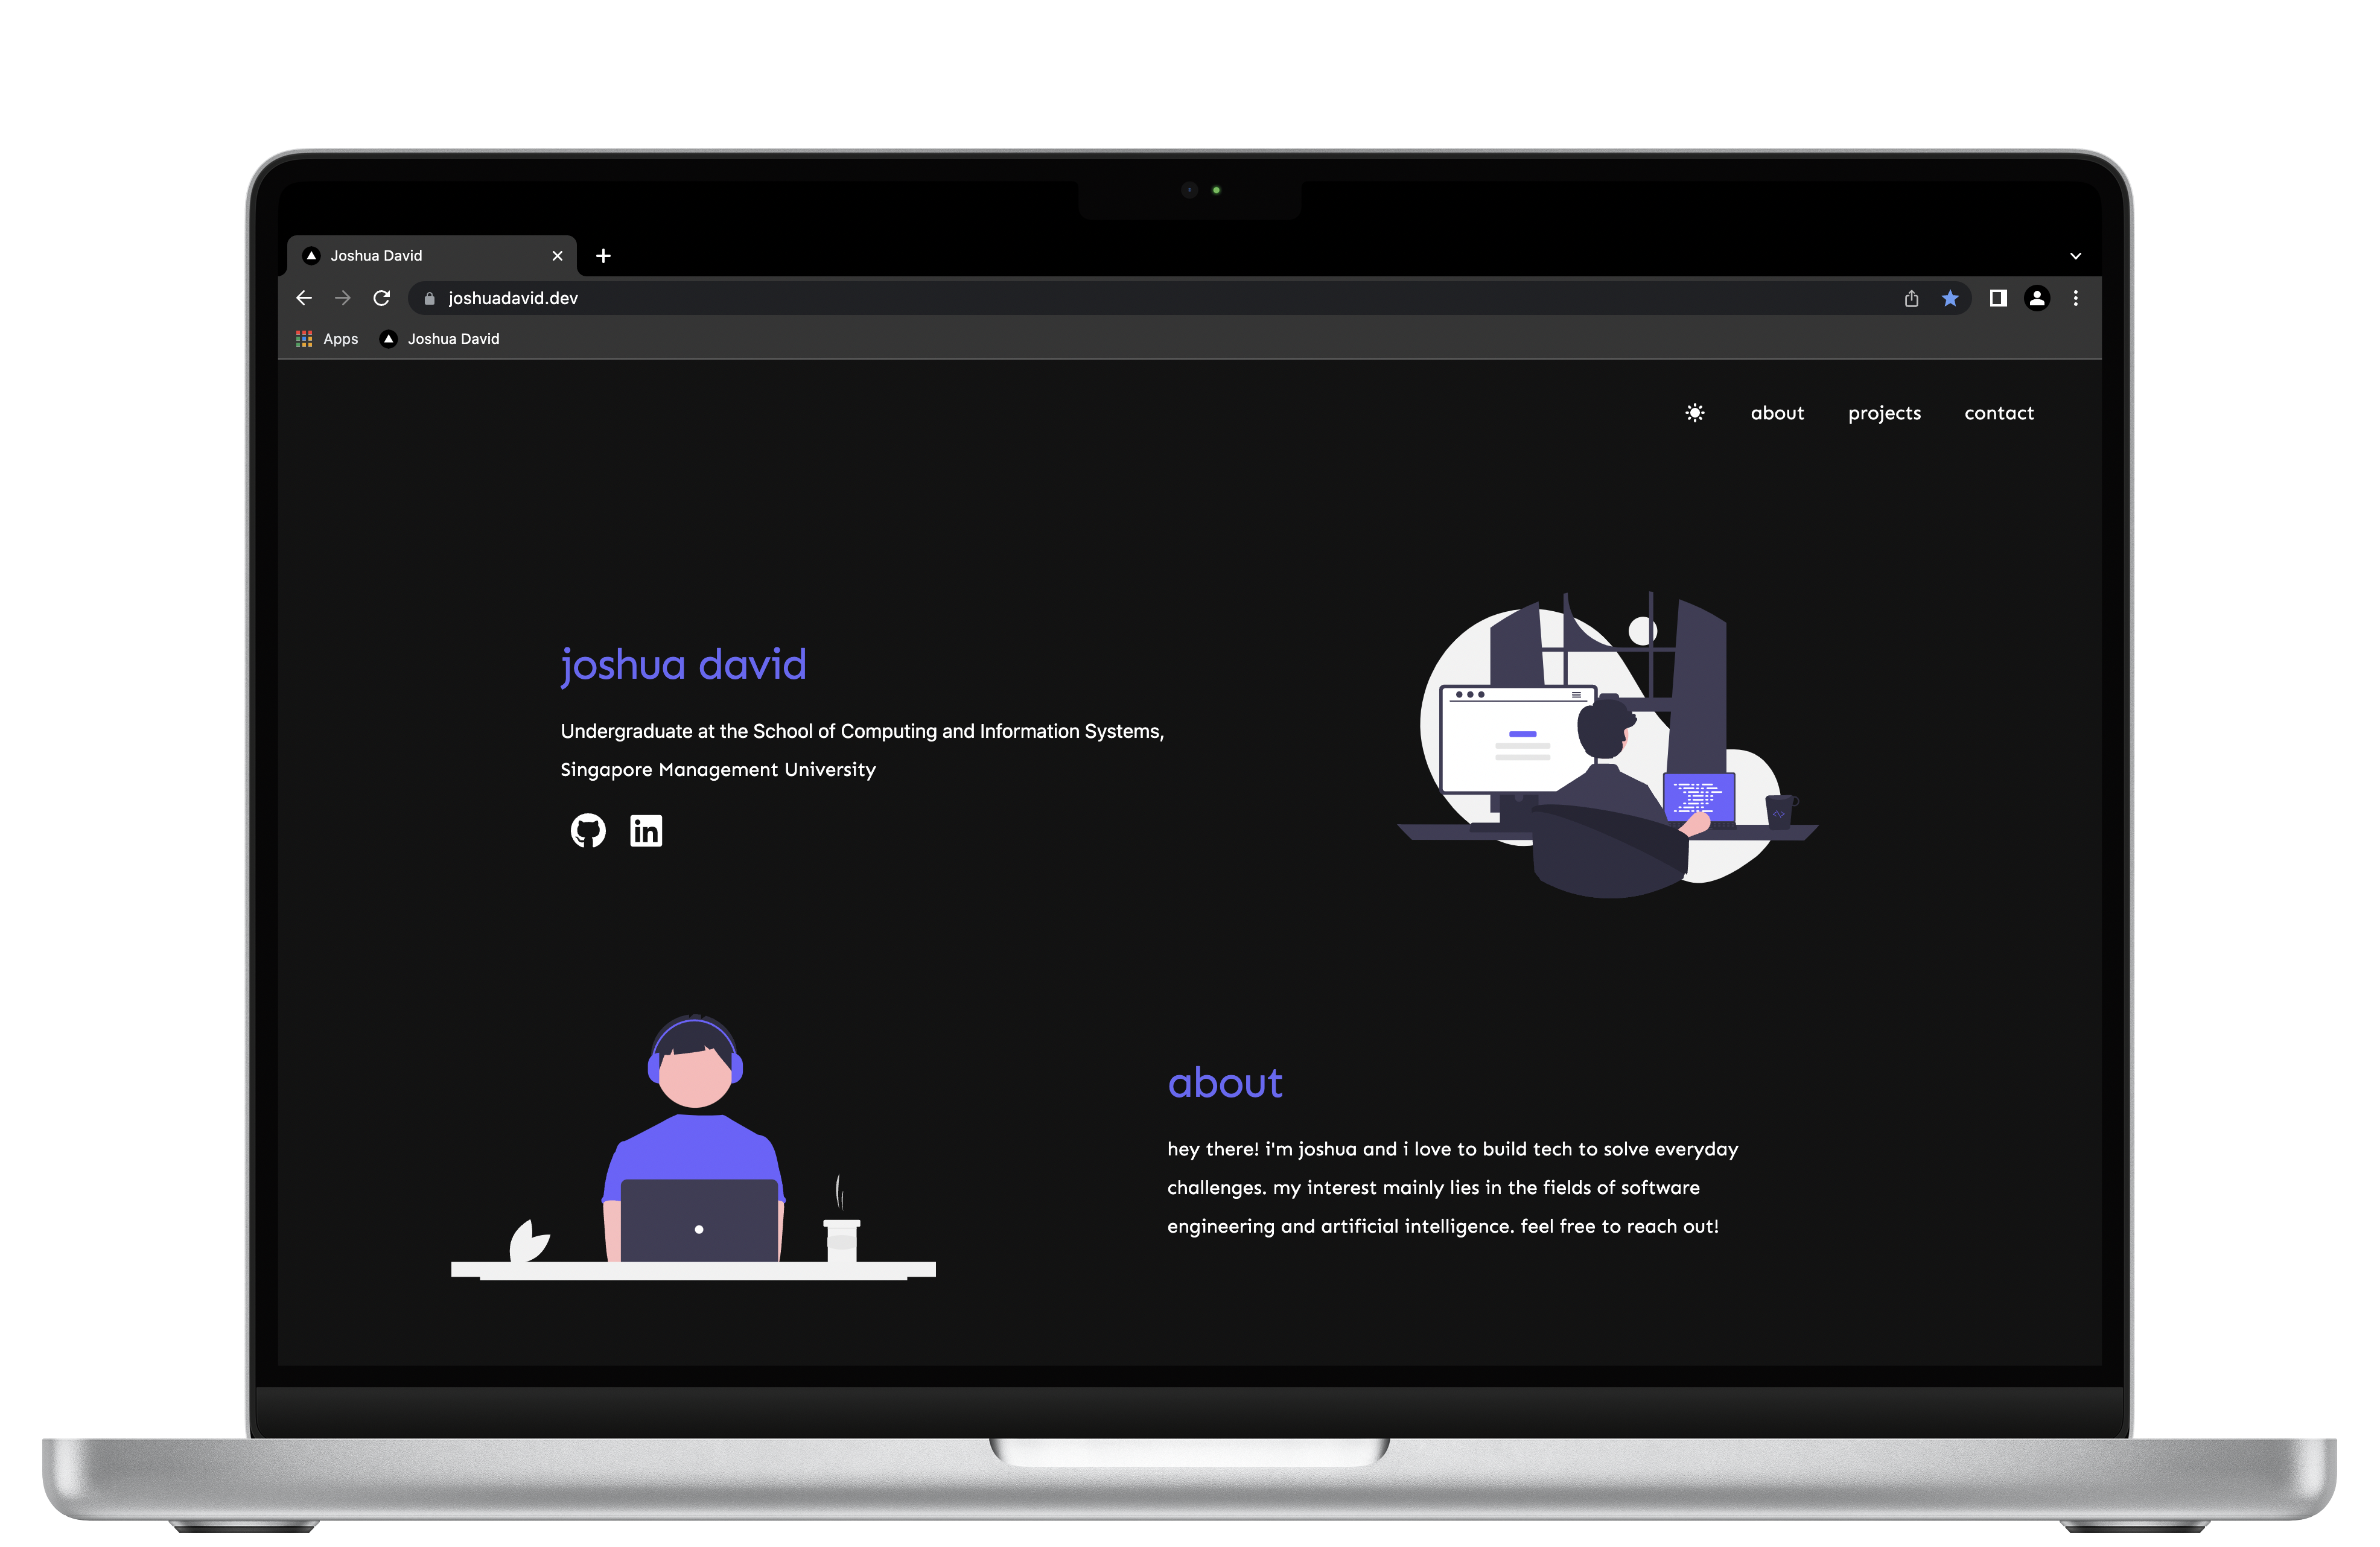 Joshua David
joshuadavid.dev
Apps Joshua David
about projects contact
joshua david
Undergraduate at the School of Computing and Information Systems,
Singapore Management University
in
about
hey there! i'm joshua and i love to build tech to solve everyday
challenges. my interest mainly lies in the fields of software
engineering and artificial intelligence. feel free to reach out!